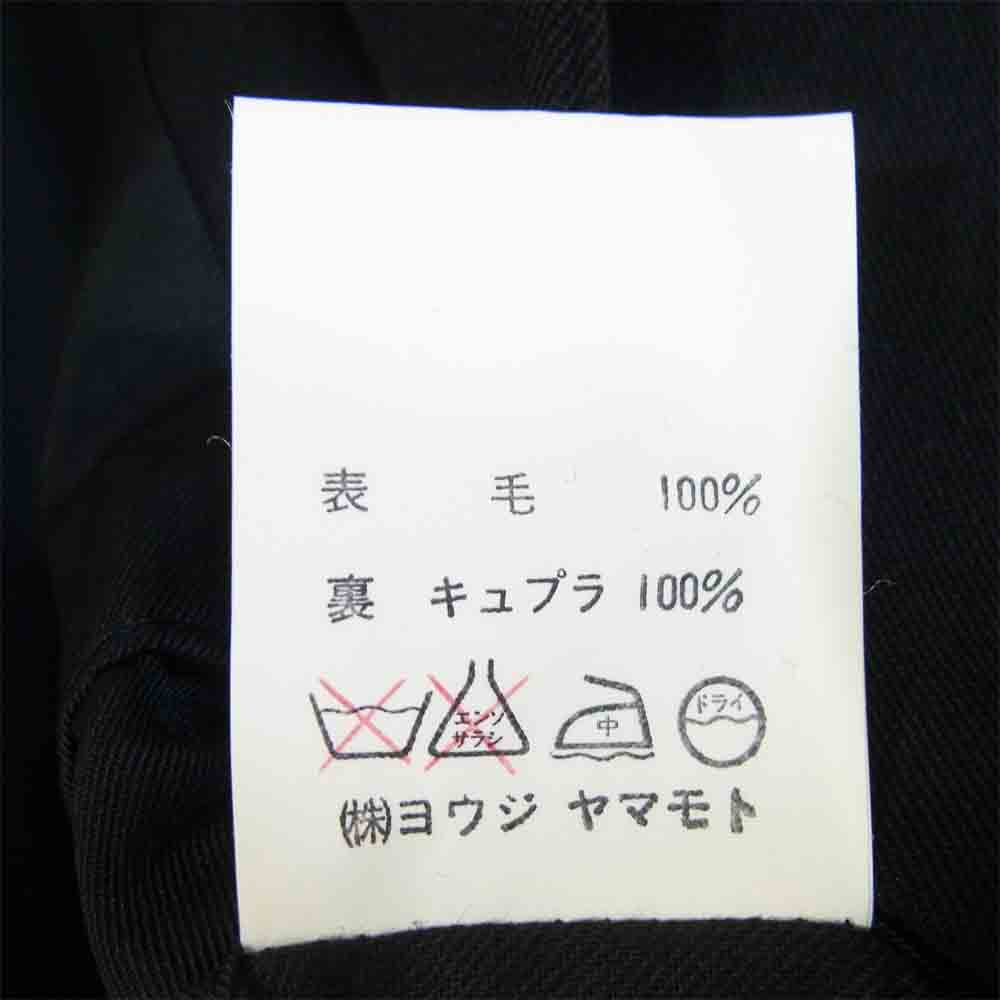 表 毛 100%
裏 キュプラ 100%
エンソ
サラシ
中
ドライ
(株)ヨウジ ヤマモト